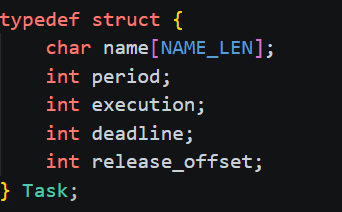 typedef struct {
    char name[NAME_LEN];
    int period;
    int execution;
    int deadline;
    int release_offset;
} Task;